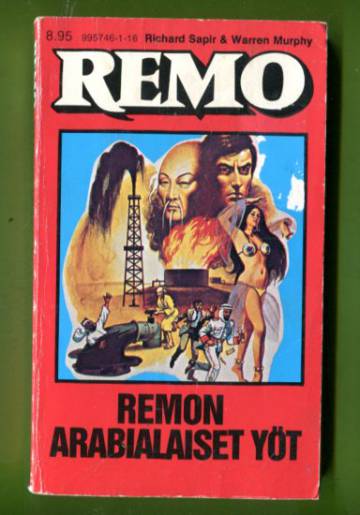 8.95 995746-1-16 Richard Sapir & Warren Murphy
REMO
REMON
ARABIALAISET YÖT